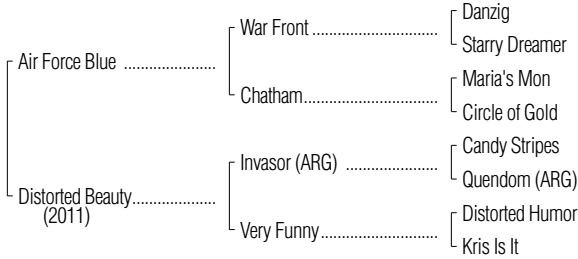 Danzig
War Front ..............................
Starry Dreamer
Air Force Blue ......................
Maria's Mon
Chatham................................
Circle of Gold
Candy Stripes
Invasor (ARG) ......................
Quendom (ARG)
Distorted Beauty....................
(2011)
Distorted Humor
Very Funny............................
Kris Is It